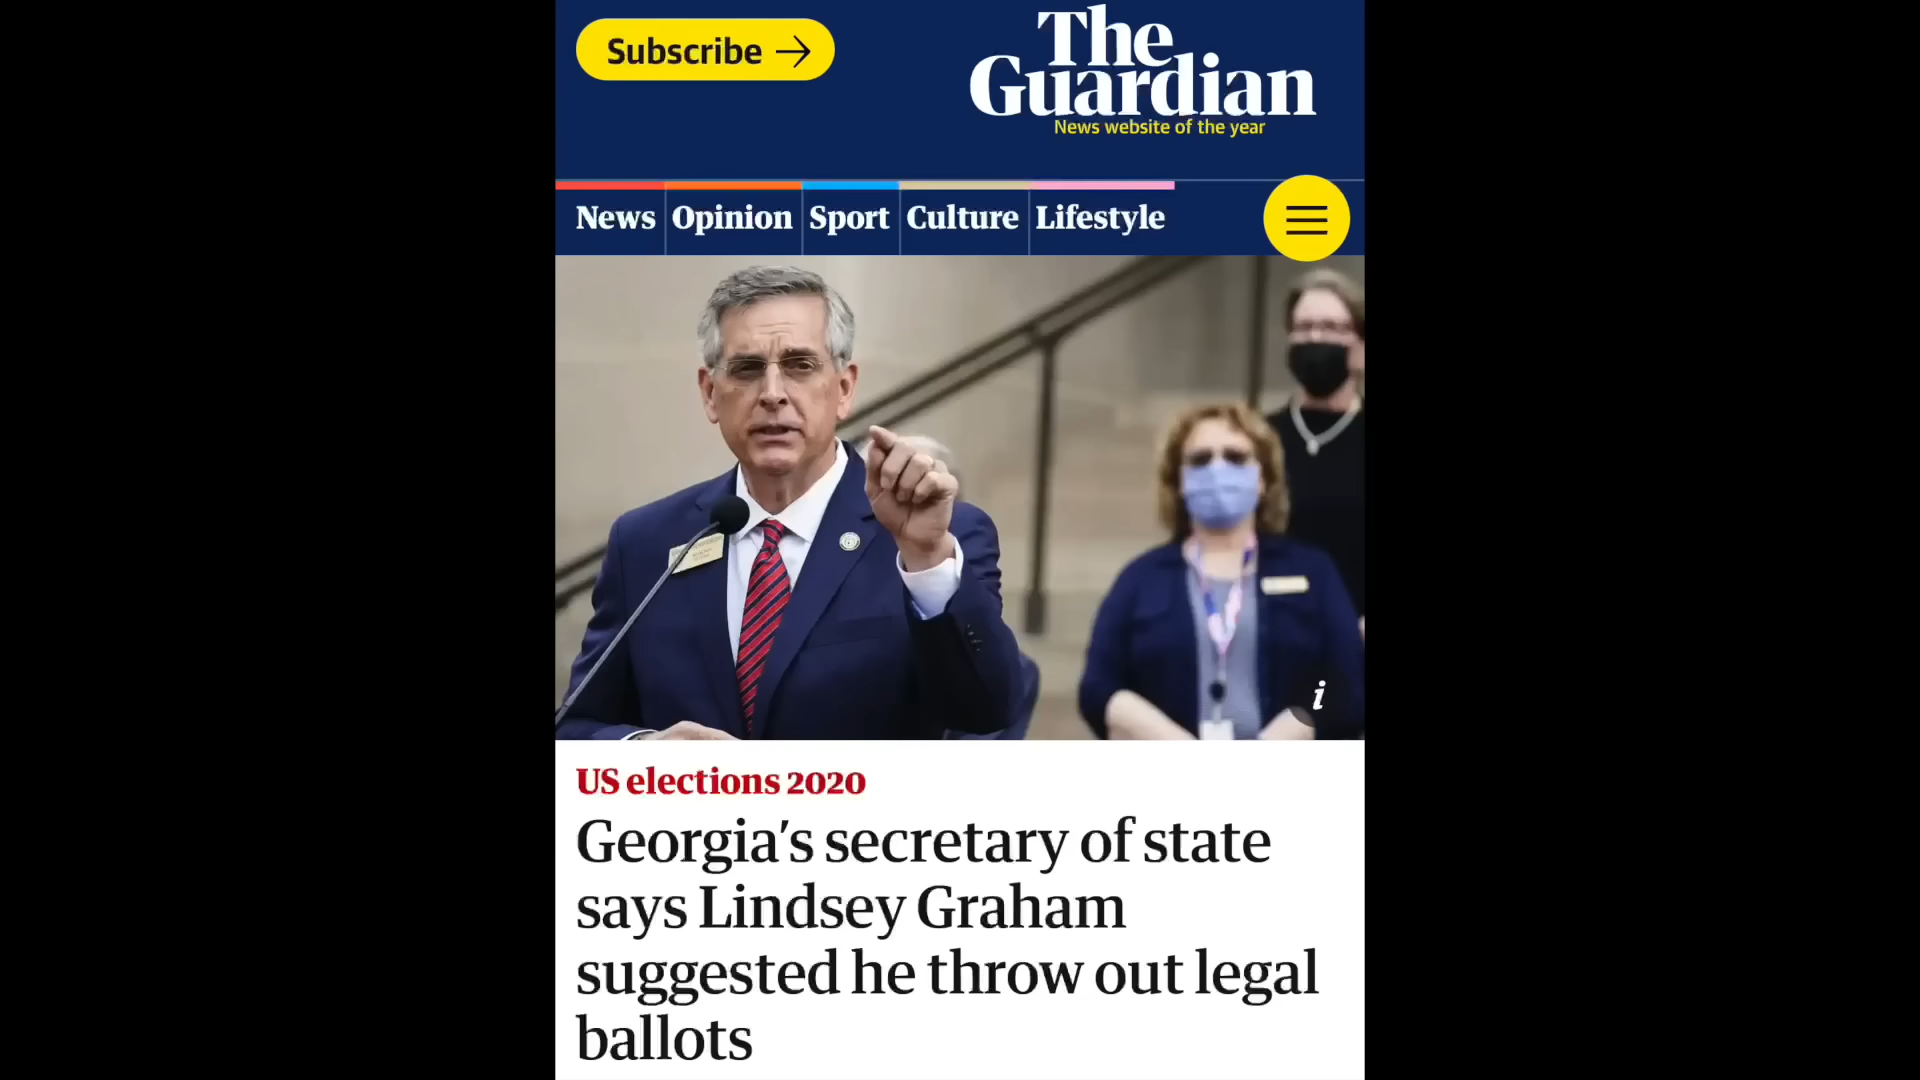 Subscribe
The
Guardian
News website of the year
News
Opinion
Sport
Culture
Lifestyle
i
US elections 2020
Georgia’s secretary of state
says Lindsey Graham
suggested he throw out legal
ballots